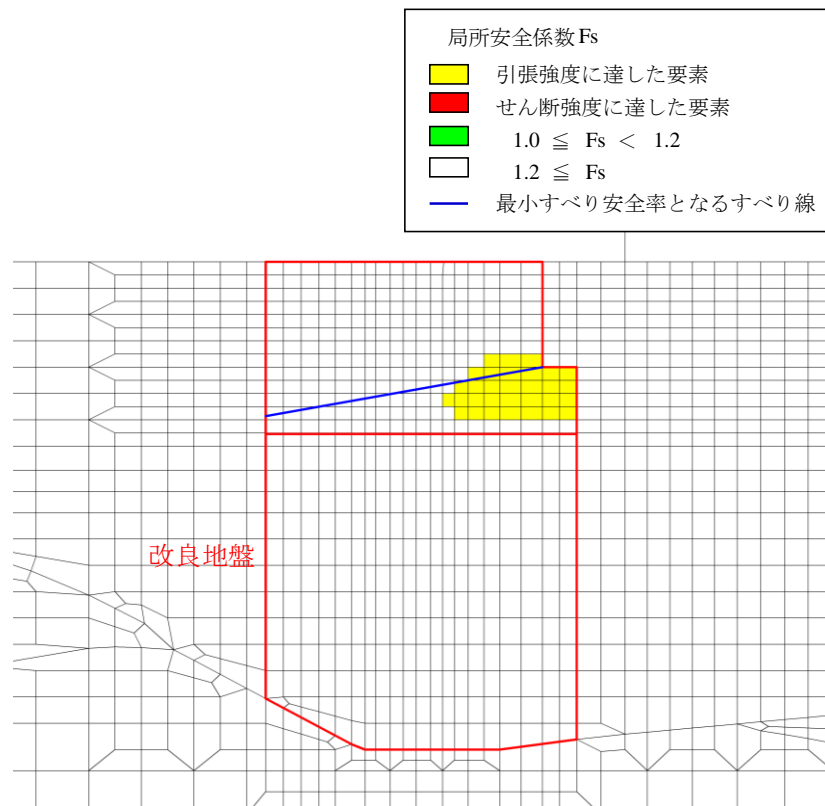 局所安全係数 Fs
引張強度に達した要素
せん断強度に達した要素
1.0 ≦ Fs < 1.2
1.2 ≦ Fs
最小すべり安全率となるすべり線
改良地盤